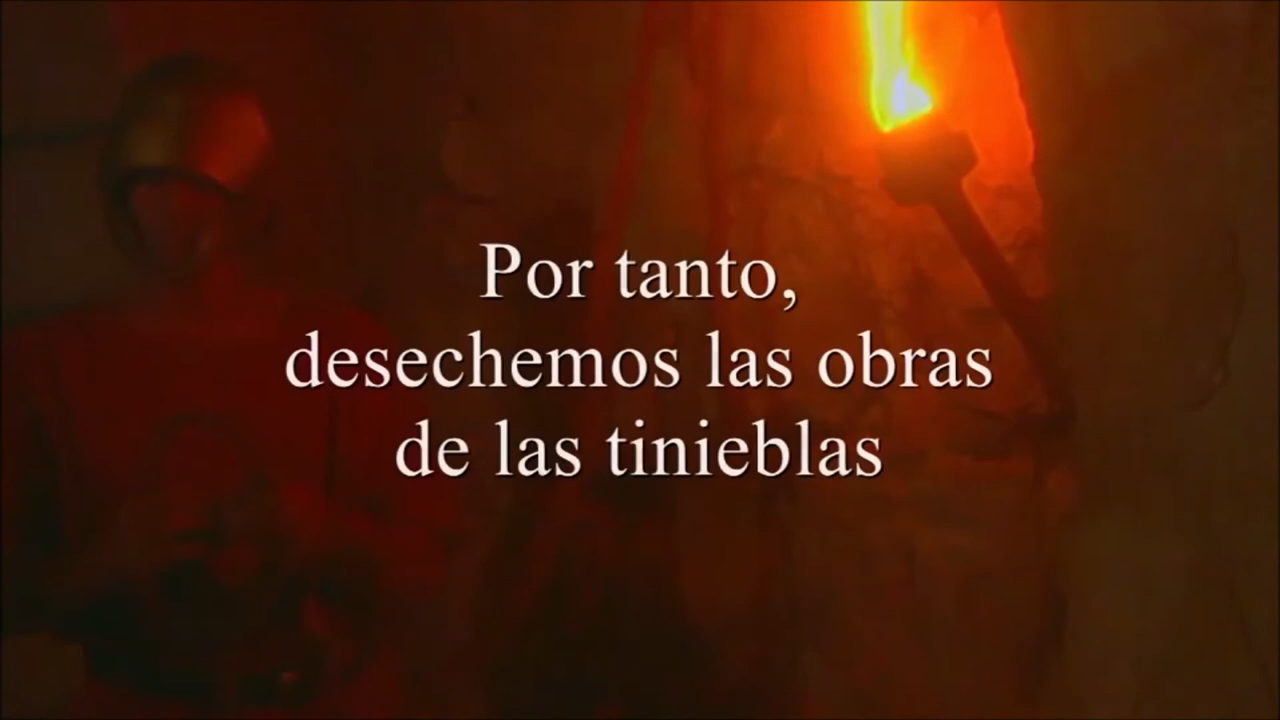 Por tanto,
desechemos las obras
de las tinieblas